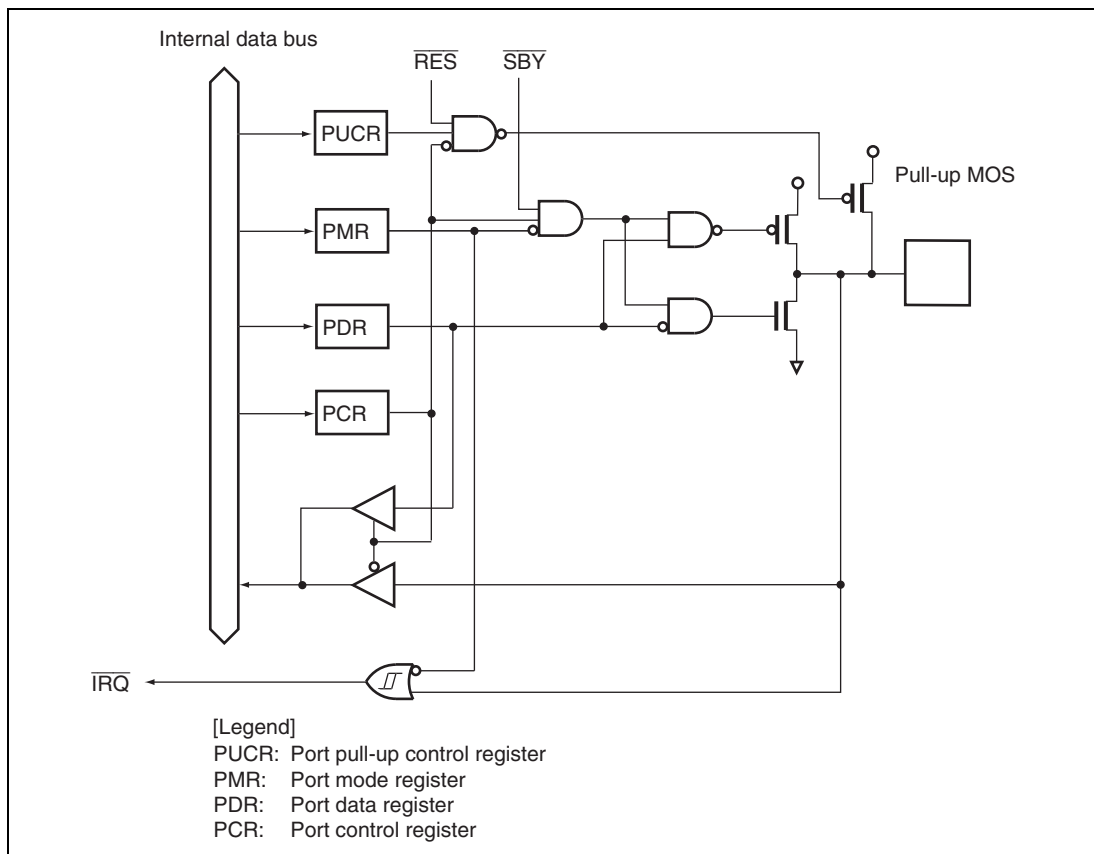 Internal data bus
RES
SBY
PUCR
Pull-up MOS
PMR
PDR
PCR
IRQ
[Legend]
PUCR: Port pull-up control register
PMR: Port mode register
PDR: Port data register
PCR: Port control register